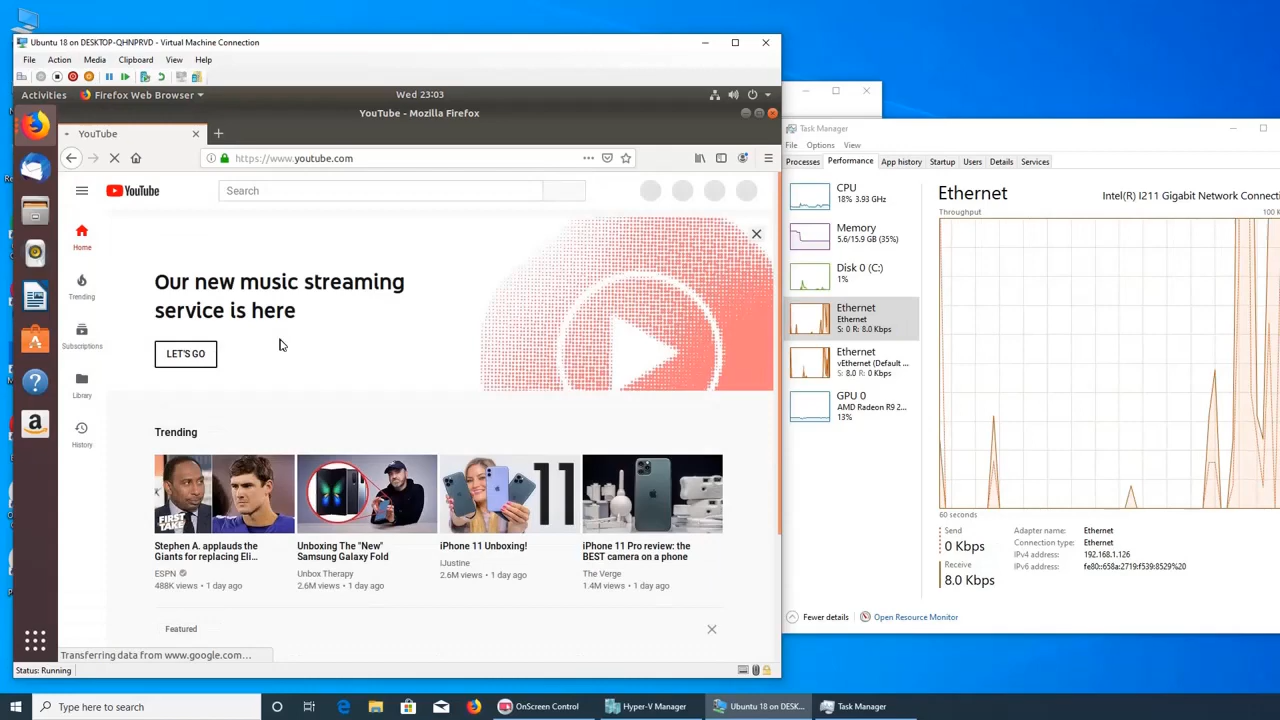 Ubuntu 18 on DESKTOP-QHNPRVD - Virtual Machine Connection
File Action Media Clipboard View Help
Activities Firefox Web Browser Wed 23:03
YouTube - Mozilla Firefox
YouTube
https://www.youtube.com
YouTube
Search
Home
Trending
Subscriptions
Library
History
Our new music streaming
service is here
LET'S GO
Trending
FIRST
TAKE
11
Stephen A. applauds the
Giants for replacing Eli...
ESPN
488K views • 1 day ago
Unboxing The "New"
Samsung Galaxy Fold
Unbox Therapy
2.6M views • 1 day ago
iPhone 11 Unboxing!
iJustine
2.6M views • 1 day ago
iPhone 11 Pro review: the
BEST camera on a phone
The Verge
1.4M views • 1 day ago
Featured
Transferring data from www.google.com...
Status: Running
Task Manager
File Options View
Processes Performance App history Startup Users Details Services
CPU
18% 3.93 GHz
Memory
5.6/15.9 GB (35%)
Disk 0 (C:)
1%
Ethernet
Ethernet
S: 0 R: 8.0 Kbps
Ethernet
vEthernet (Default ...
S: 8.0 R: 0 Kbps
GPU 0
AMD Radeon R9 2...
13%
Ethernet
Intel(R) I211 Gigabit Network Connecti
Throughput
100 K
60 seconds
Send
0 Kbps
Receive
8.0 Kbps
Adapter name: Ethernet
Connection type: Ethernet
IPv4 address: 192.168.1.126
IPv6 address: fe80::658a:2719:f539:8529%20
Fewer details Open Resource Monitor
Type here to search
OnScreen Control
Hyper-V Manager
Ubuntu 18 on DESK...
Task Manager